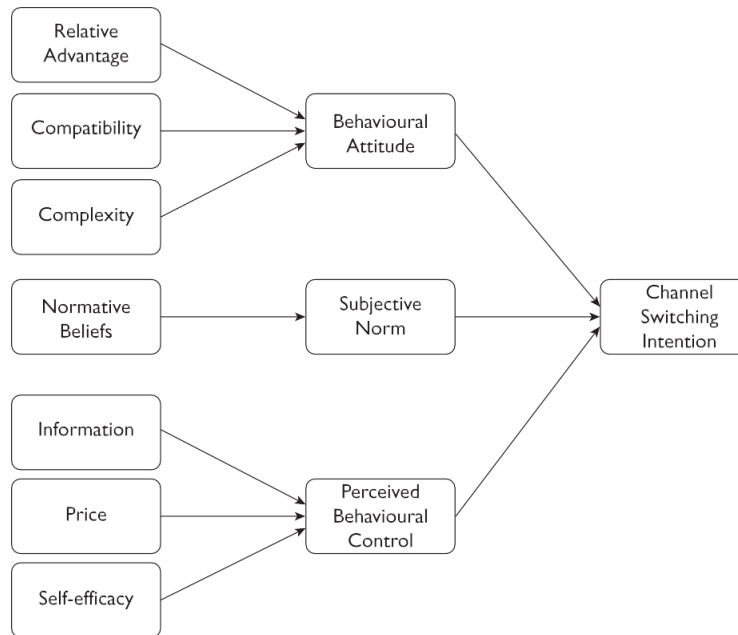 Relative
Advantage
Compatibility
Complexity
Normative
Beliefs
Information
Price
Self-efficacy
Behavioural
Attitude
Subjective
Norm
Perceived
Behavioural
Control
Channel
Switching
Intention